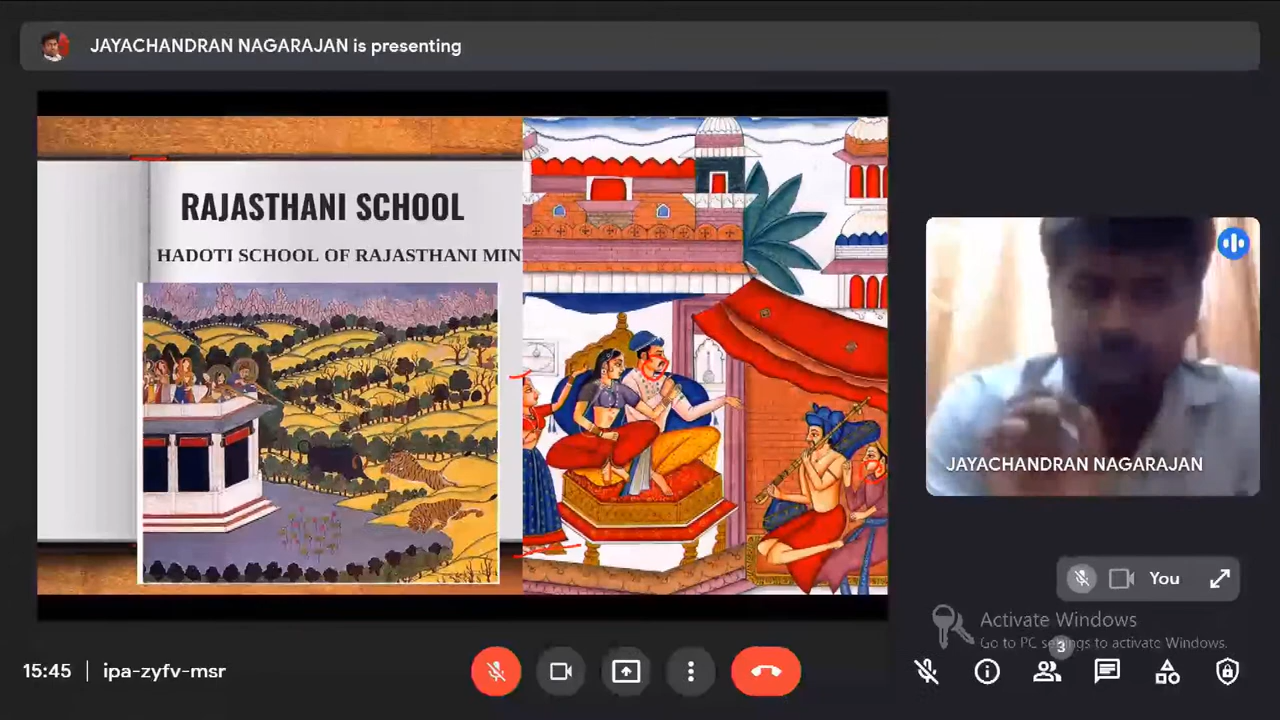 JAYACHANDRAN NAGARAJAN is presenting
RAJASTHANI SCHOOL
HADOTI SCHOOL OF RAJASTHANI MIN
JAYACHANDRAN NAGARAJAN
You
Activate Windows
Go to PC settings to activate Windows.
3
15:45 | ipa-zyfv-msr